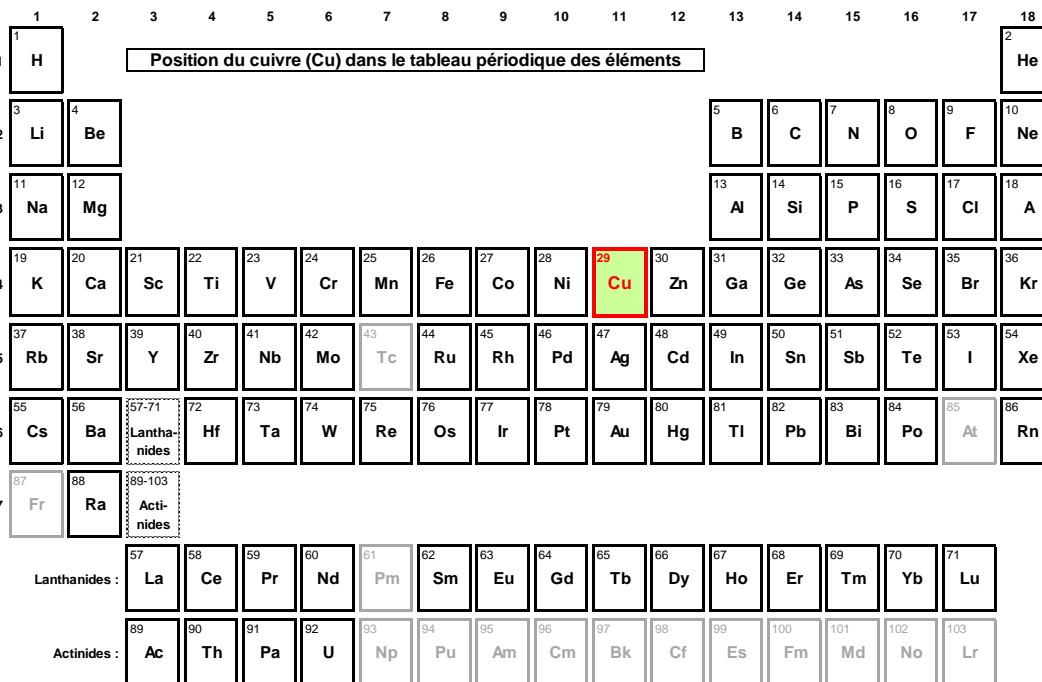 1 2 3 4 5 6 7 8 9 10 11 12 13 14 15 16 17 18
1 2
H Position du cuivre (Cu) dans le tableau périodique des éléments He
3 4 5 6 7 8 9 10
2 Li Be B C N O F Ne
11 12 13 14 15 16 17 18
Na Mg Al Si P S Cl A
19 20 21 22 23 24 25 26 27 28 29 30 31 32 33 34 35 36
K Ca Sc Ti V Cr Mn Fe Co Ni Cu Zn Ga Ge As Se Br Kr
37 38 39 40 41 42 43 44 45 46 47 48 49 50 51 52 53 54
5 Rb Sr Y Zr Nb Mo Tc Ru Rh Pd Ag Cd In Sn Sb Te I Xe
55 56 57-71 72 73 74 75 76 77 78 79 80 81 82 83 84 85 86
Cs Ba Lantha- Hf Ta W Re Os Ir Pt Au Hg Tl Pb Bi Po At Rn
nides
87 88 89-103
Fr Ra Acti-
nides
57 58 59 60 61 62 63 64 65 66 67 68 69 70 71
Lanthanides : La Ce Pr Nd Pm Sm Eu Gd Tb Dy Ho Er Tm Yb Lu
89 90 91 92 93 94 95 96 97 98 99 100 101 102 103
Actinides : Ac Th Pa U Np Pu Am Cm Bk Cf Es Fm Md No Lr